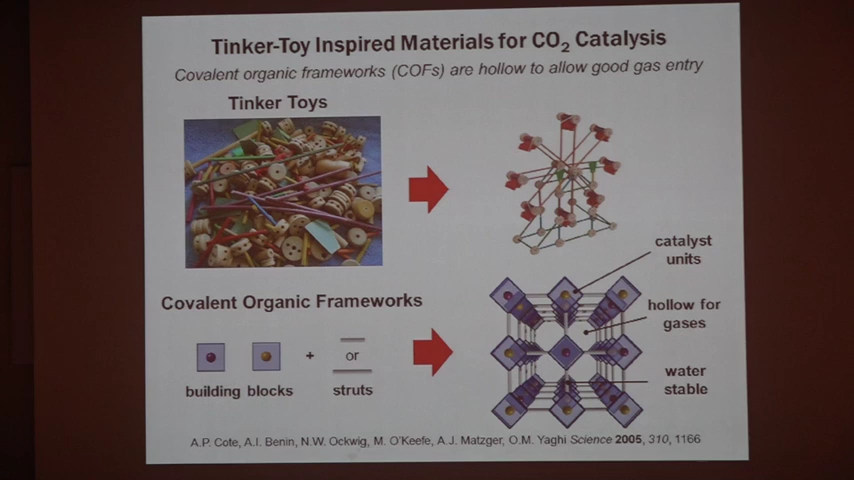 Tinker-Toy Inspired Materials for CO₂ Catalysis
Covalent organic frameworks (COFs) are hollow to allow good gas entry
Tinker Toys
catalyst
units
Covalent Organic Frameworks
hollow for
gases
+
or
building blocks
struts
water
stable
A.P. Cote, A.I. Benin, N.W. Ockwig, M. O'Keefe, A.J. Matzger, O.M. Yaghi Science 2005, 310, 1166